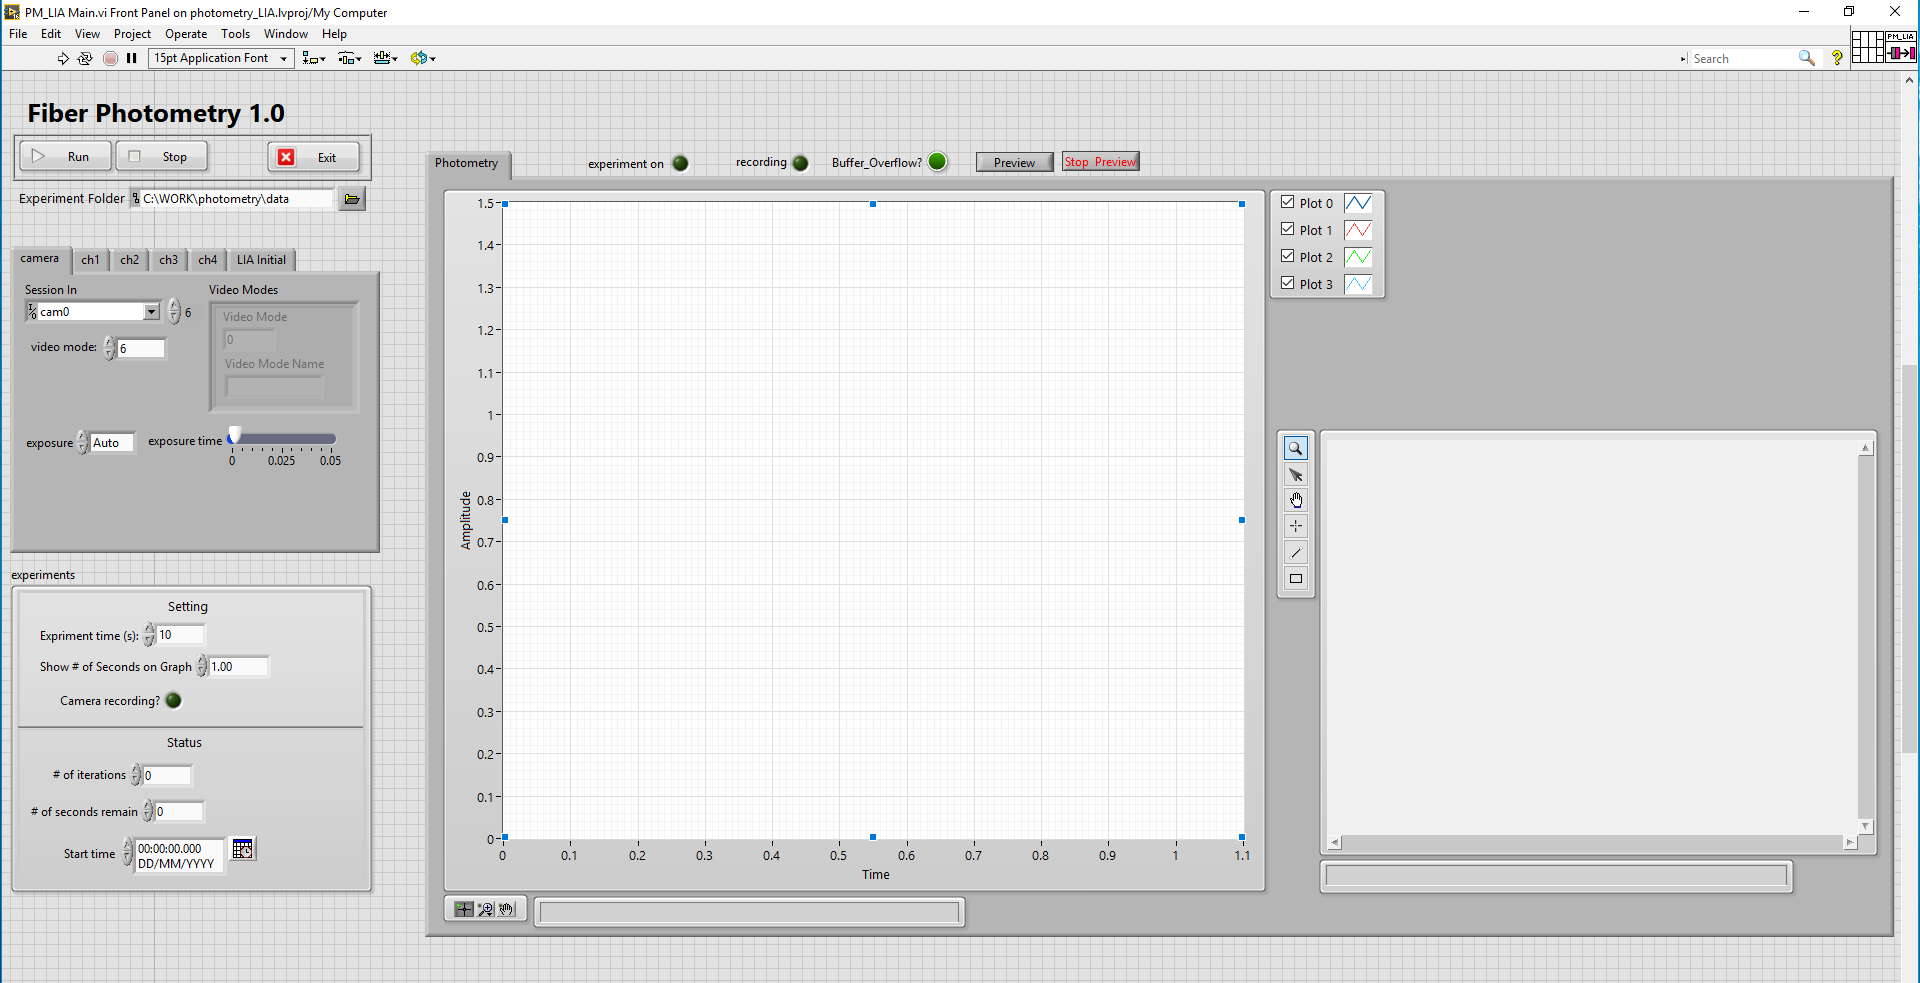 PM_LIA Main.vi Front Panel on photometry_LIA.lvproj/My Computer
File Edit View Project Operate Tools Window Help
15pt Application Font
Search
PM_LIA
Fiber Photometry 1.0
Run Stop Exit
Experiment Folder C:\WORK\photometry\data
camera ch1 ch2 ch3 ch4 LIA Initial
Session In
cam0 6
video mode: 6
Video Modes
Video Mode
0
Video Mode Name
exposure Auto exposure time
0 0.025 0.05
experiments
Setting
Expriment time (s): 10
Show # of Seconds on Graph 1.00
Camera recording?
Status
# of iterations 0
# of seconds remain 0
Start time 00:00:00.000
DD/MM/YYYY
Photometry
experiment on recording Buffer_Overflow? Preview Stop Preview
1.5
1.4
1.3
1.2
1.1
1
0.9
0.8
0.7
0.6
0.5
0.4
0.3
0.2
0.1
0
Amplitude
0 0.1 0.2 0.3 0.4 0.5 0.6 0.7 0.8 0.9 1 1.1
Time
Plot 0
Plot 1
Plot 2
Plot 3